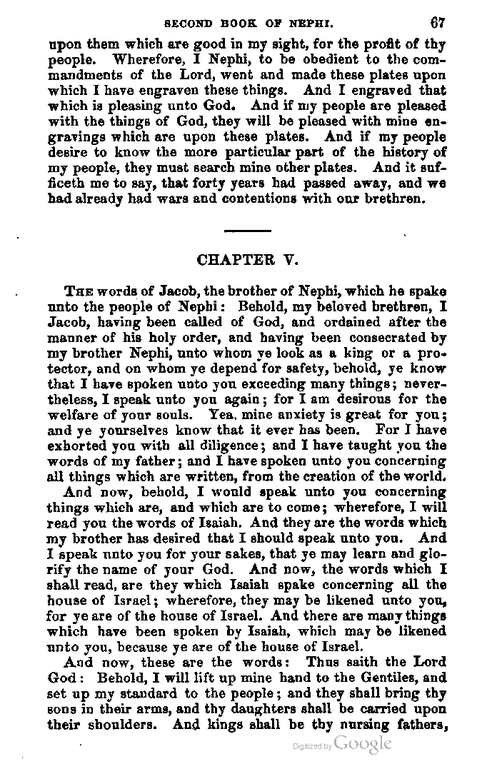 SECOND BOOK OF NEPHI. 67
upon them which are good in my sight, for the profit of thy
people. Wherefore, I Nephi, to be obedient to the com-
mandments of the Lord, went and made these plates upon
which I have engraven these things. And I engraved that
which is pleasing unto God. And if my people are pleased
with the things of God, they will be pleased with mine en-
gravings which are upon these plates. And if my people
desire to know the more particular part of the history of
my people, they must search mine other plates. And it suf-
ficeth me to say, that forty years had passed away, and we
had already had wars and contentions with our brethren.
CHAPTER V.
THE words of Jacob, the brother of Nephi, which he spake
unto the people of Nephi: Behold, my beloved brethren, I
Jacob, having been called of God, and ordained after the
manner of his holy order, and having been consecrated by
my brother Nephi, unto whom ye look as a king or a pro-
tector, and on whom ye depend for safety, behold, ye know
that I have spoken unto you exceeding many things; never-
theless, I speak unto you again; for I am desirous for the
welfare of your souls. Yea, mine anxiety is great for you;
and ye yourselves know that it ever has been. For I have
exhorted you with all diligence; and I have taught you the
words of my father; and I have spoken unto you concerning
all things which are written, from the creation of the world.
And now, behold, I would speak unto you concerning
things which are, and which are to come; wherefore, I will
read you the words of Isaiah. And they are the words which
my brother has desired that I should speak unto you. And
I speak unto you for your sakes, that ye may learn and glo-
rify the name of your God. And now, the words which I
shall read, are they which Isaiah spake concerning all the
house of Israel; wherefore, they may be likened unto you,
for ye are of the house of Israel. And there are many things
which have been spoken by Isaiah, which may be likened
unto you, because ye are of the house of Israel.
And now, these are the words: Thus saith the Lord
God: Behold, I will lift up mine hand to the Gentiles, and
set up my standard to the people; and they shall bring thy
sons in their arms, and thy daughters shall be carried upon
their shoulders. And kings shall be thy nursing fathers,
Digitized by Google